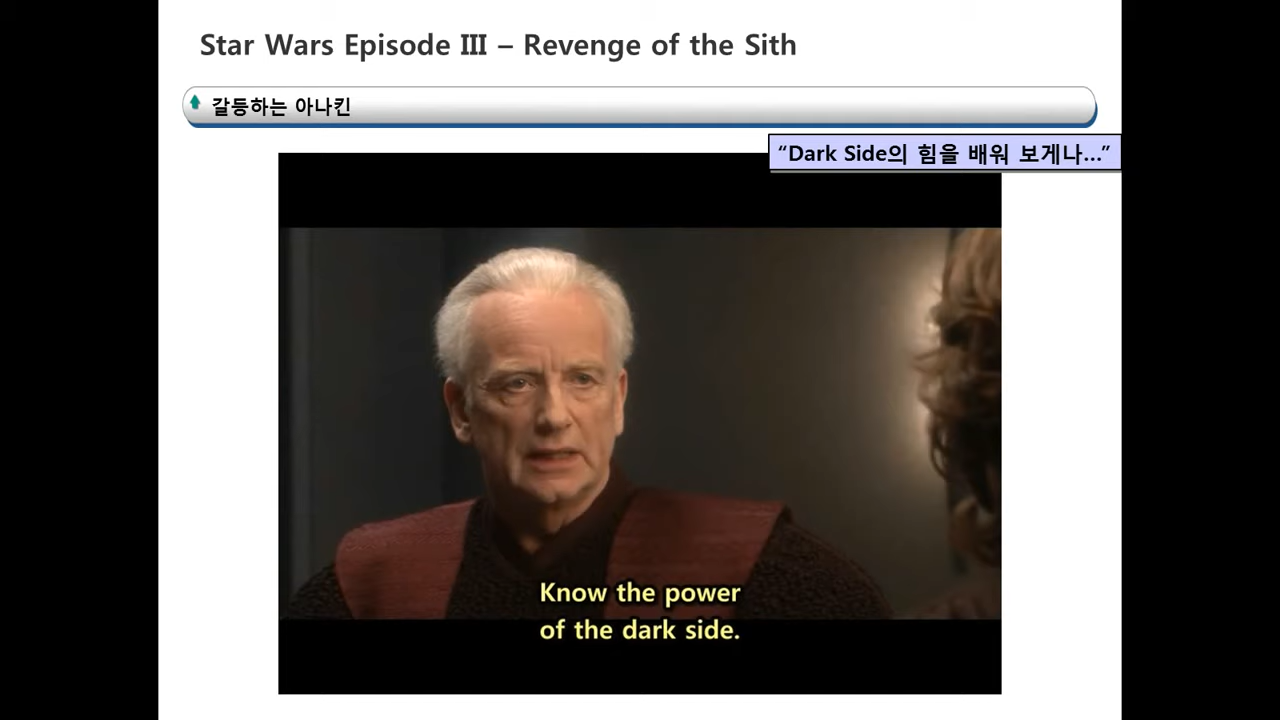 Star Wars Episode III – Revenge of the Sith
갈등하는 아나킨
“Dark Side의 힘을 배워 보게나...”
Know the power
of the dark side.